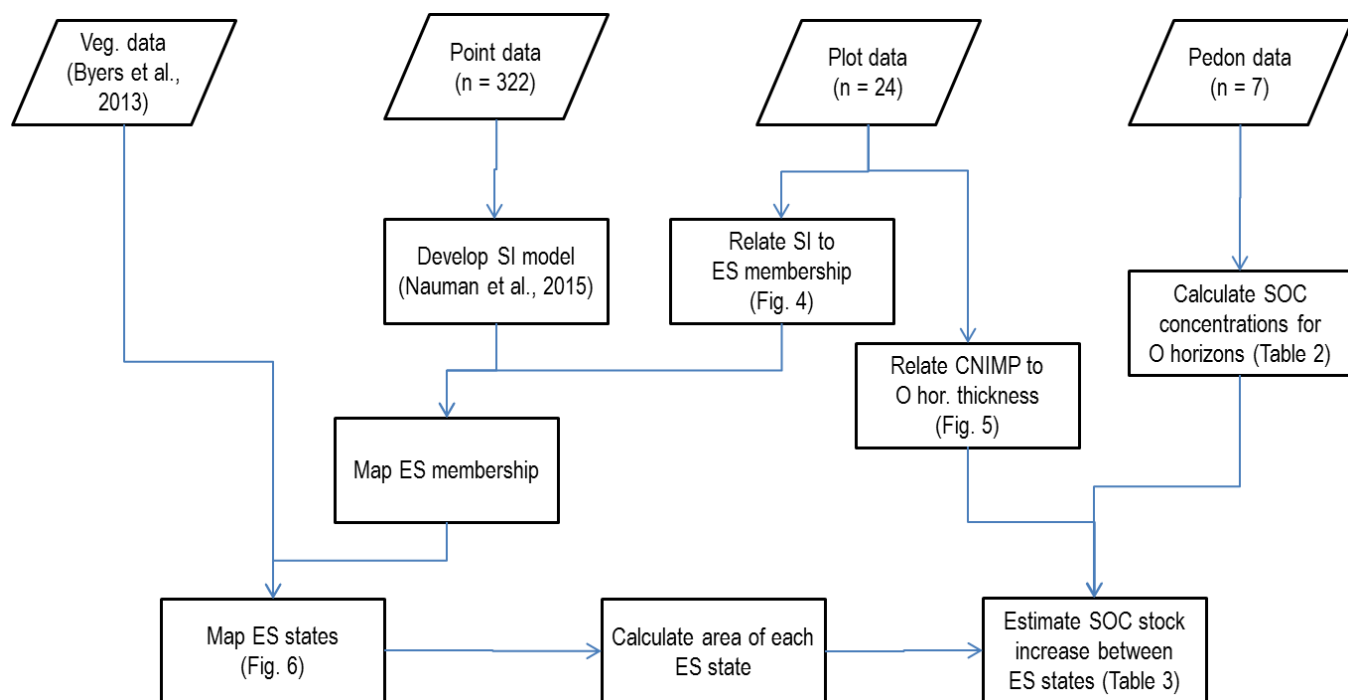 Veg. data
(Byers et al.,
2013)
Point data
(n = 322)
Plot data
(n = 24)
Pedon data
(n = 7)
Develop SI model
(Nauman et al., 2015)
Relate SI to
ES membership
(Fig. 4)
Calculate SOC
concentrations for
O horizons (Table 2)
Relate CNIMP to
O hor. thickness
(Fig. 5)
Map ES membership
Map ES states
(Fig. 6)
Calculate area of each
ES state
Estimate SOC stock
increase between
ES states (Table 3)